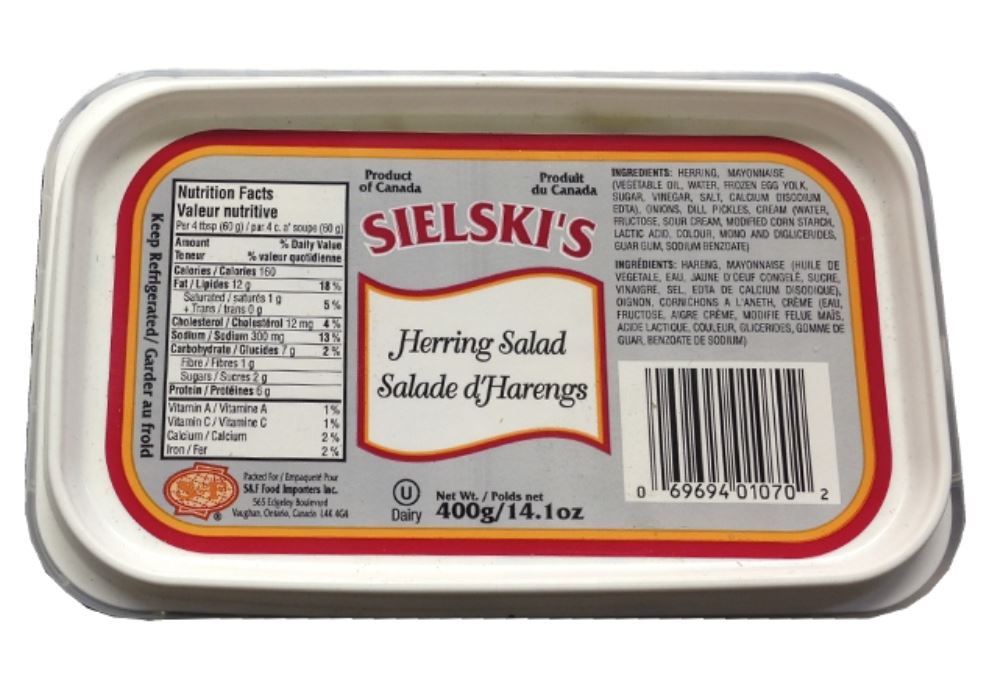 Keep Refrigerated/ Garder au froid
Nutrition Facts
Valeur nutritive
Per 4 tbsp (60 g) / par 4 c. a' soupe (60 g)
Amount % Daily Value
Teneur % valeur quotidienne
Calories / Calories 160
Fat / Lipides 12 g 18 %
Saturated / saturés 1 g
+ Trans / trans 0 g 5 %
Cholesterol / Cholestérol 12 mg 4 %
Sodium / Sodium 300 mg 13 %
Carbohydrate / Glucides 7 g 2 %
Fibre / Fibres 1 g
Sugars / Sucres 2 g
Protein / Protéines 6 g
Vitamin A / Vitamine A 1 %
Vitamin C / Vitamine C 1 %
Calcium / Calcium 2 %
Iron / Fer 2 %
Packed For / Empaqueté Pour
S&F Food Importers Inc.
565 Edgeley Boulevard
Vaughan, Ontario, Canada L4K 4G4
Product
of Canada
Produit
du Canada
SIELSKI'S
Herring Salad
Salade d'Harengs
U
Dairy
Net Wt. / Poids net
400g/14.1oz
INGREDIENTS: HERRING, MAYONNAISE
(VEGETABLE OIL, WATER, FROZEN EGG YOLK,
SUGAR, VINEGAR, SALT, CALCIUM DISODIUM
EDTA), ONIONS, DILL PICKLES, CREAM (WATER,
FRUCTOSE, SOUR CREAM, MODIFIED CORN STARCH,
LACTIC ACID, COLOUR, MONO AND DIGLICERIDES,
GUAR GUM, SODIUM BENZOATE)
INGRÉDIENTS: HARENG, MAYONNAISE (HUILE DE
VEGETALE, EAU, JAUNE D'OEUF CONGELÉ, SUCRE,
VINAIGRE, SEL, EDTA DE CALCIUM DISODIQUE),
OIGNON, CORNICHONS A L'ANETH, CRÈME (EAU,
FRUCTOSE, AIGRE CRÈME, MODIFIE FELUE MAÏS,
ACIDE LACTIQUE, COULEUR, GLICERIDES, GOMME DE
GUAR, BENZOATE DE SODIUM)
0 69694 01070 2